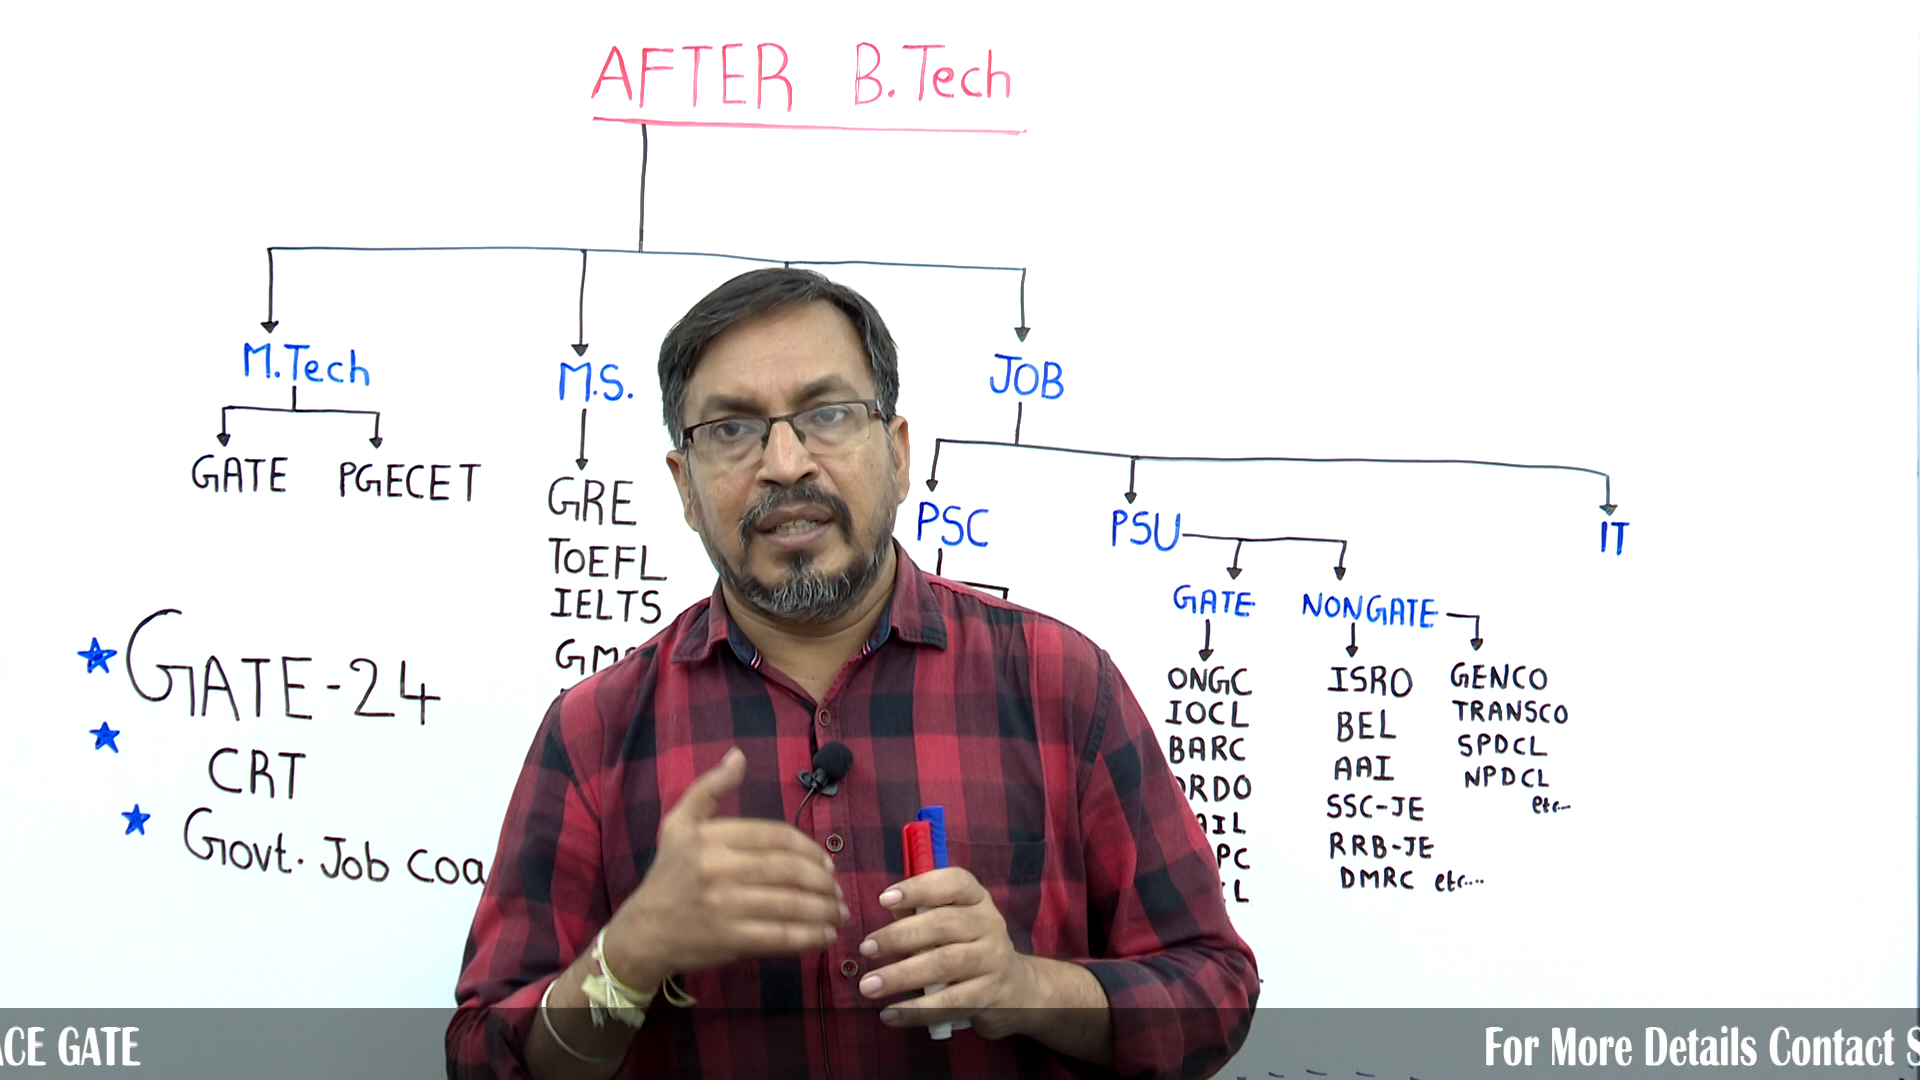 AFTER B.Tech
M.Tech
M.S.
JOB
GATE PGECET
GRE
TOEFL
IELTS
PSC
PSU
IT
GATE
NONGATE
ONGC
IOCL
BARC
ISRO
BEL
AAI
SSC-JE
RRB-JE
DMRC etc....
GENCO
TRANSCO
SPDCL
NPDCL
etc...
GATE-24
CRT
Govt. Job
GATE
For More Details Contact